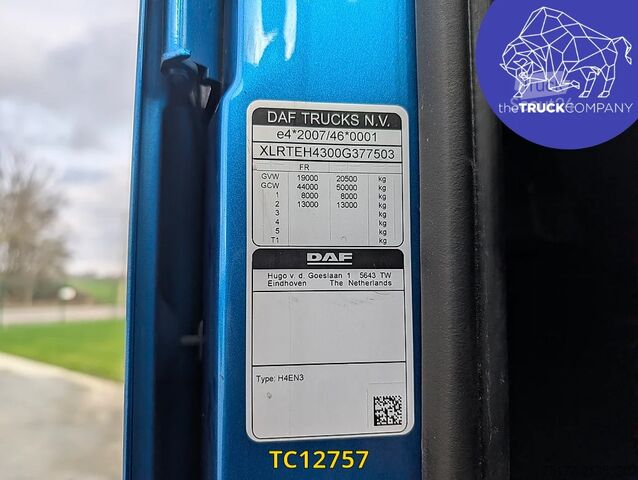 theTRUCKCOMPANY
DAF TRUCKS N.V.
e4*2007/46*0001
XLRTEH4300G377503
FR
GVW 19000 20500 kg
GCW 44000 50000 kg
1 8000 8000 kg
2 13000 13000 kg
3 kg
4 kg
5 kg
T1 kg
DAF
Hugo v. d. Goeslaan 1 5643 TW
Eindhoven The Netherlands
Type: H4EN3
TC12757